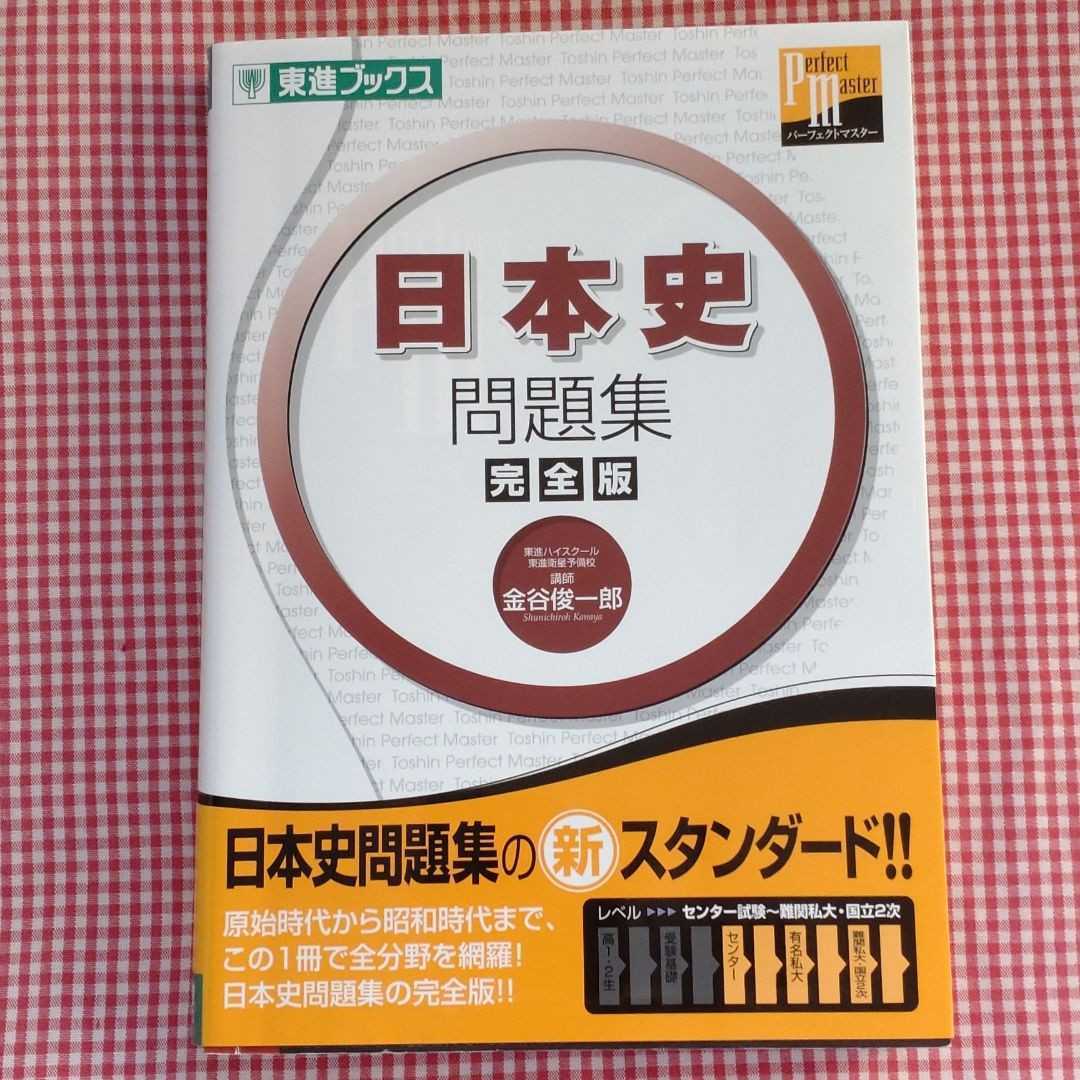 東進ブックス
Perfect Master
パーフェクトマスター
日本史
問題集
完全版
東進ハイスクール
東進衛星予備校
講師
金谷俊一郎
Shunichiroh Kanaya
日本史問題集の新スタンダード!!
原始時代から昭和時代まで、
この1冊で全分野を網羅!
日本史問題集の完全版!!
レベル ▶▶▶ センター試験〜難関私大・国立2次
高1・2生
受験基礎
センター
有名私大
難関私大・国立2次
Toshin Perfect Master Toshin Perfect Master